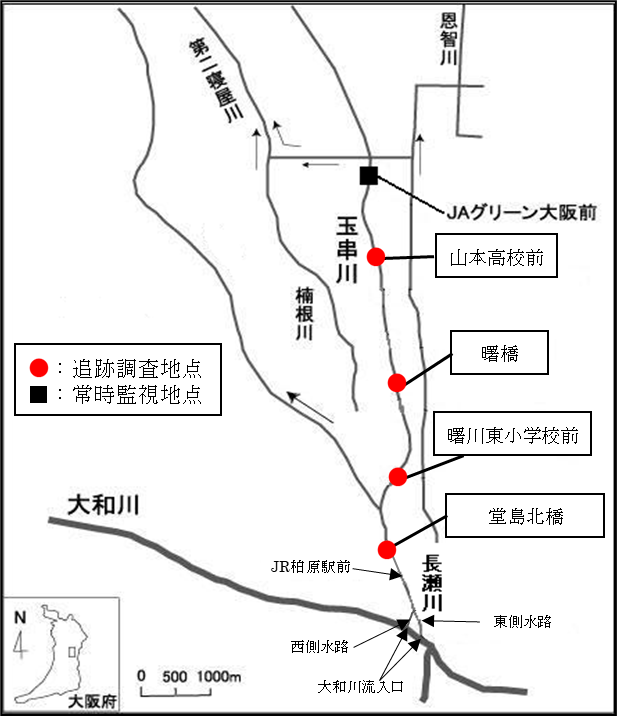 恩智川
第二寝屋川
JAグリーン大阪前
玉串川
山本高校前
楠根川
曙橋
●：追跡調査地点
■：常時監視地点
曙川東小学校前
大和川
堂島北橋
JR柏原駅前
長瀬川
東側水路
西側水路
大和川流入口
N
大阪府
0 500 1000m